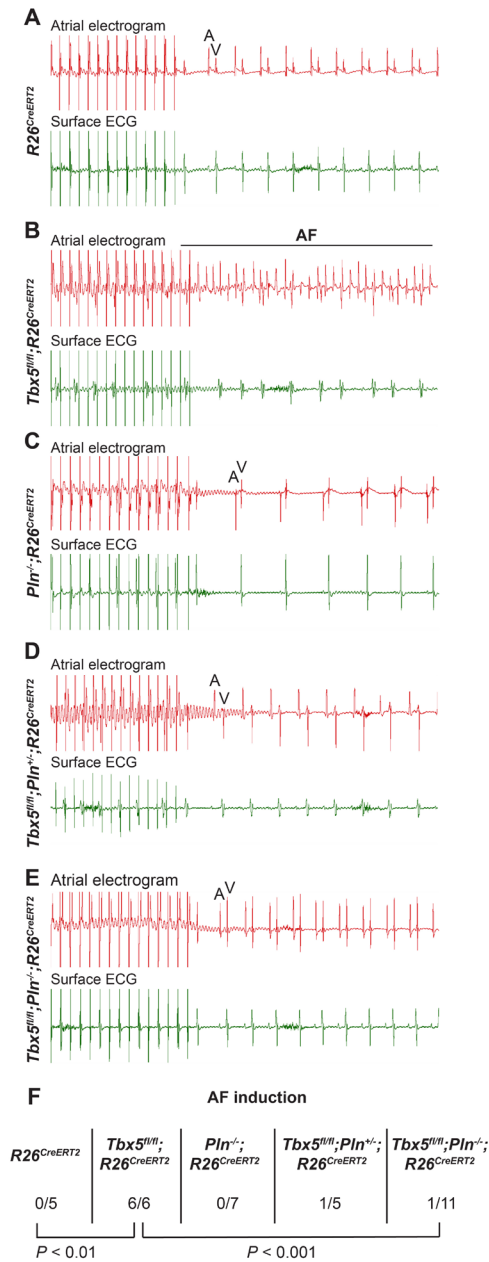 A
Atrial electrogram
A
V
R26CreERT2
Surface ECG
B
Atrial electrogram
AF
Tbx5fl/fl;R26CreERT2
Surface ECG
C
Atrial electrogram
V
A
Pln-/-;R26CreERT2
Surface ECG
D
Atrial electrogram
A
V
Tbx5fl/fl;Pln+/-;R26CreERT2
Surface ECG
E
Atrial electrogram
A V
Tbx5fl/fl;Pln-/-;R26CreERT2
Surface ECG
F
AF induction
R26CreERT2
Tbx5fl/fl;
R26CreERT2
Pln-/-;
R26CreERT2
Tbx5fl/fl;Pln+/-;
R26CreERT2
Tbx5fl/fl;Pln-/-;
R26CreERT2
0/5 6/6 0/7 1/5 1/11
P < 0.01 P < 0.001